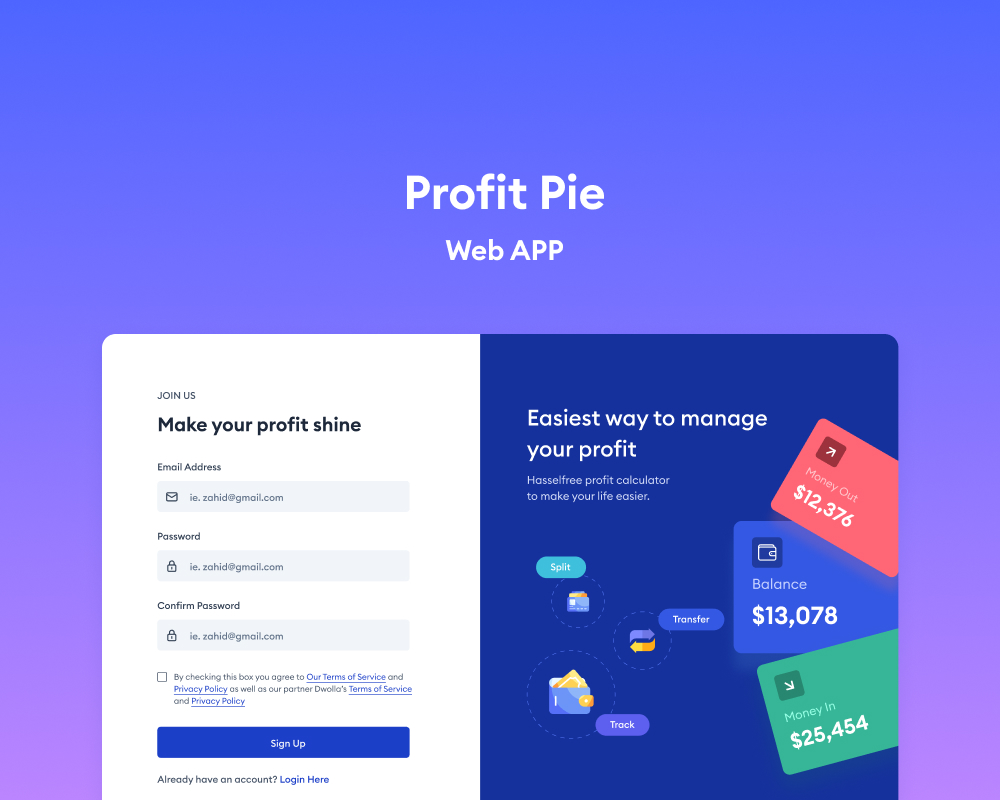 Profit Pie
Web APP
JOIN US
Make your profit shine
Email Address
ie. zahid@gmail.com
Password
ie. zahid@gmail.com
Confirm Password
ie. zahid@gmail.com
By checking this box you agree to Our Terms of Service and
Privacy Policy as well as our partner Dwolla's Terms of Service
and Privacy Policy
Sign Up
Already have an account? Login Here
Easiest way to manage
your profit
Hasselfree profit calculator
to make your life easier.
Split
Transfer
Track
Money Out
$12,376
Balance
$13,078
Money In
$25,454